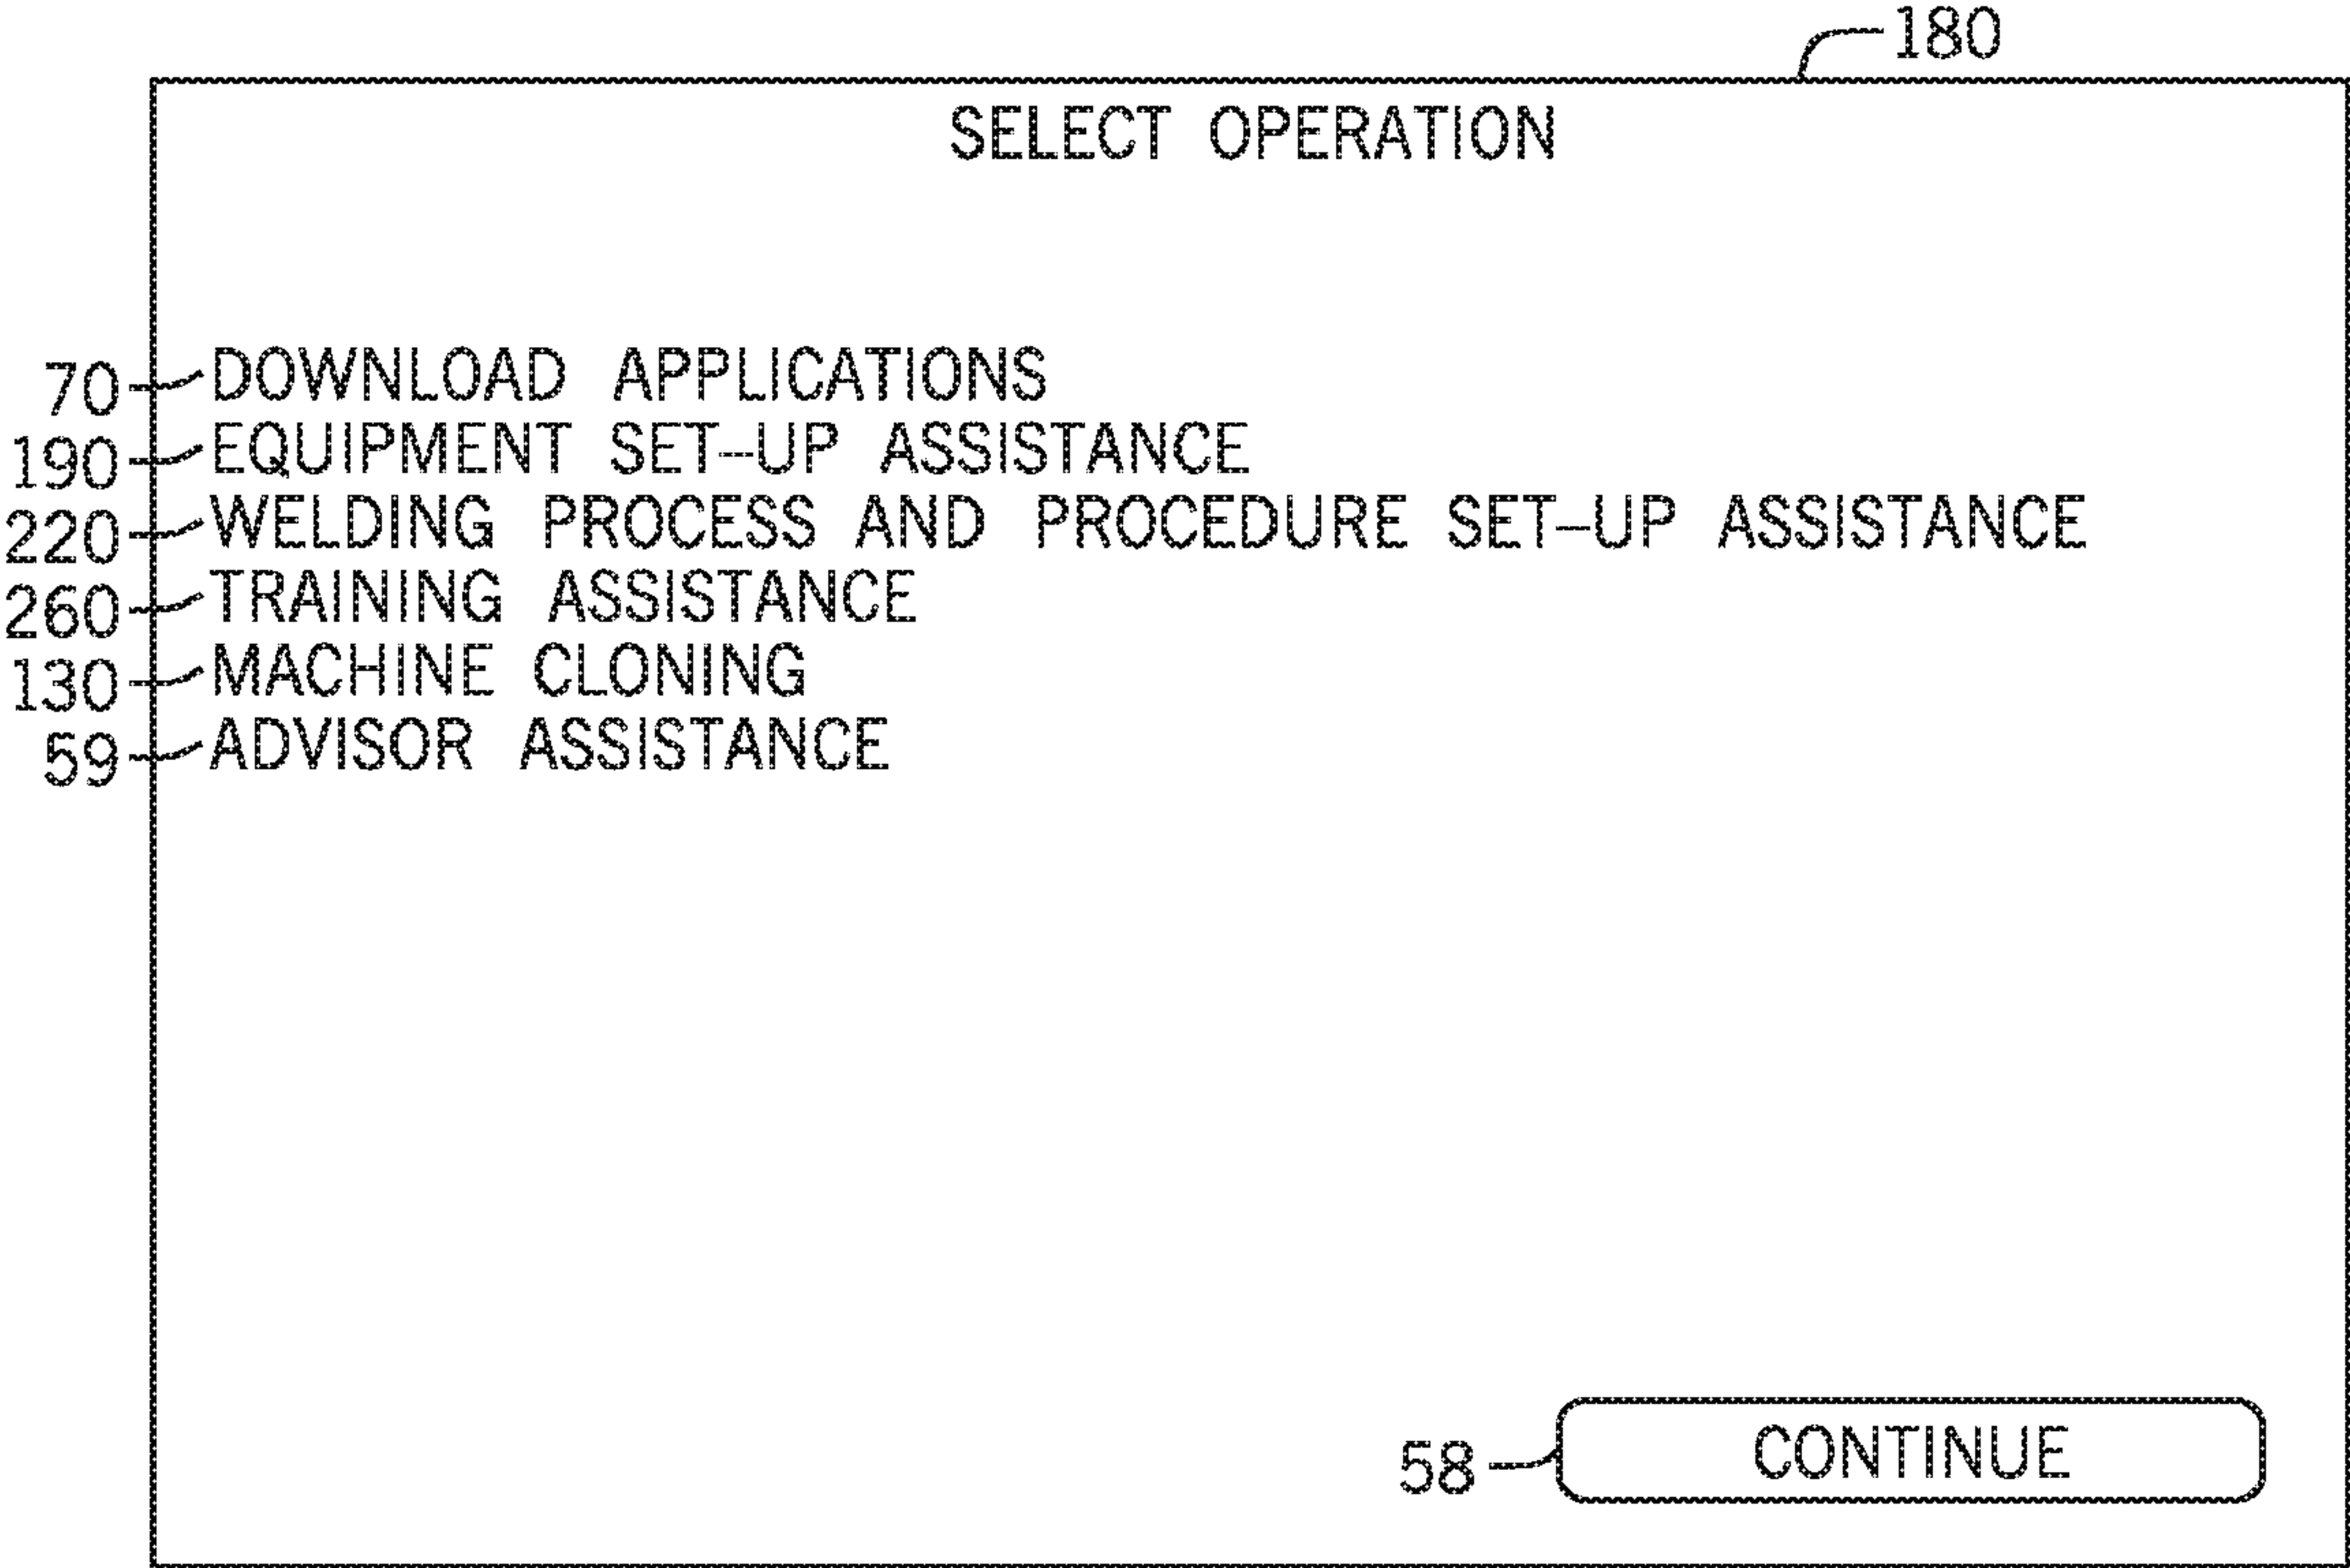 180
SELECT OPERATION
70 DOWNLOAD APPLICATIONS
190 EQUIPMENT SET-UP ASSISTANCE
220 WELDING PROCESS AND PROCEDURE SET-UP ASSISTANCE
260 TRAINING ASSISTANCE
130 MACHINE CLONING
59 ADVISOR ASSISTANCE
58 CONTINUE